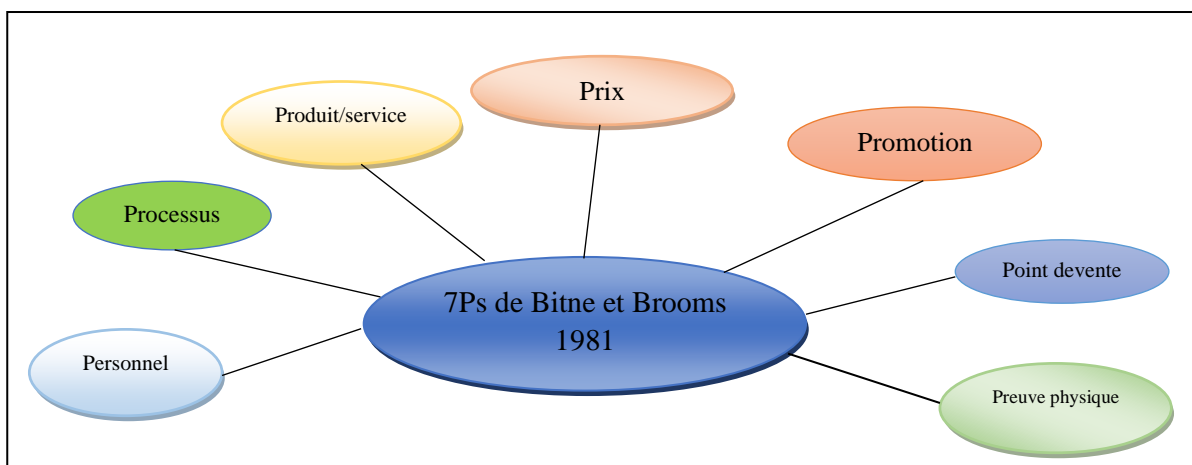 Prix
Produit/service
Promotion
Processus
Point devente
7Ps de Bitne et Brooms
1981
Personnel
Preuve physique